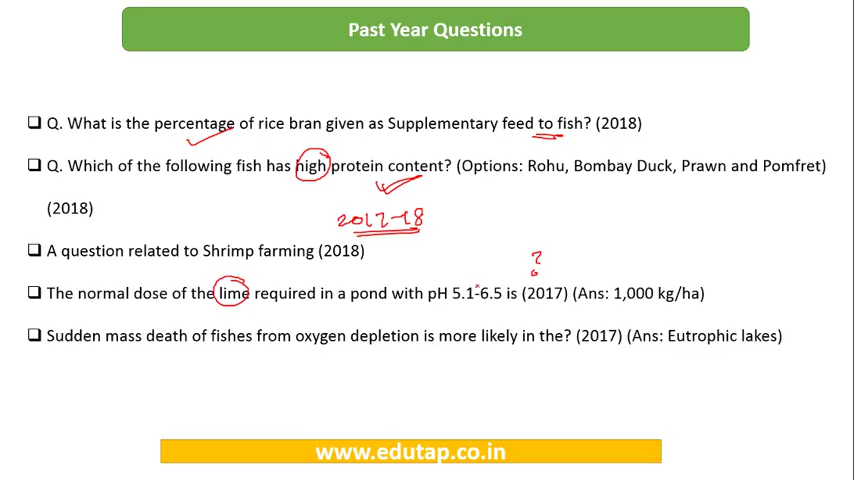 Past Year Questions
❑ Q. What is the percentage of rice bran given as Supplementary feed to fish? (2018)
❑ Q. Which of the following fish has high protein content? (Options: Rohu, Bombay Duck, Prawn and Pomfret)
(2018)
2017-18
❑ A question related to Shrimp farming (2018)
?
❑ The normal dose of the lime required in a pond with pH 5.1-6.5 is (2017) (Ans: 1,000 kg/ha)
❑ Sudden mass death of fishes from oxygen depletion is more likely in the? (2017) (Ans: Eutrophic lakes)
www.edutap.co.in